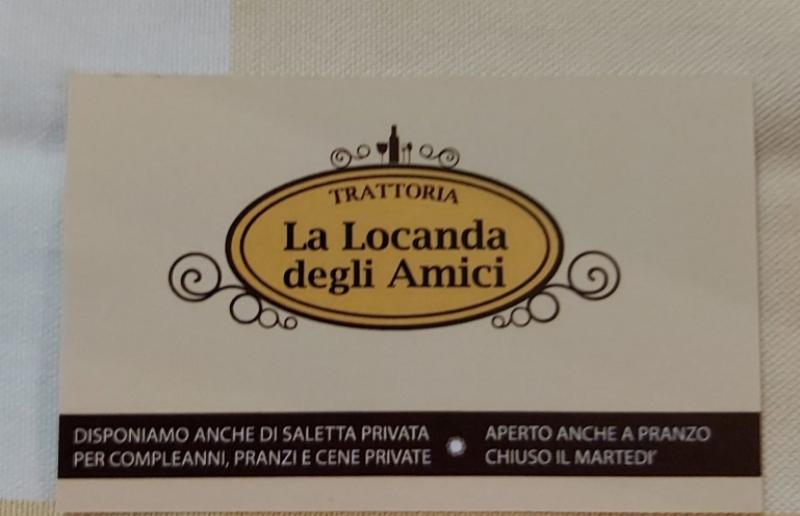 TRATTORIA
La Locanda
degli Amici
DISPONIAMO ANCHE DI SALETTA PRIVATA
PER COMPLEANNI, PRANZI E CENE PRIVATE
APERTO ANCHE A PRANZO
CHIUSO IL MARTEDI'